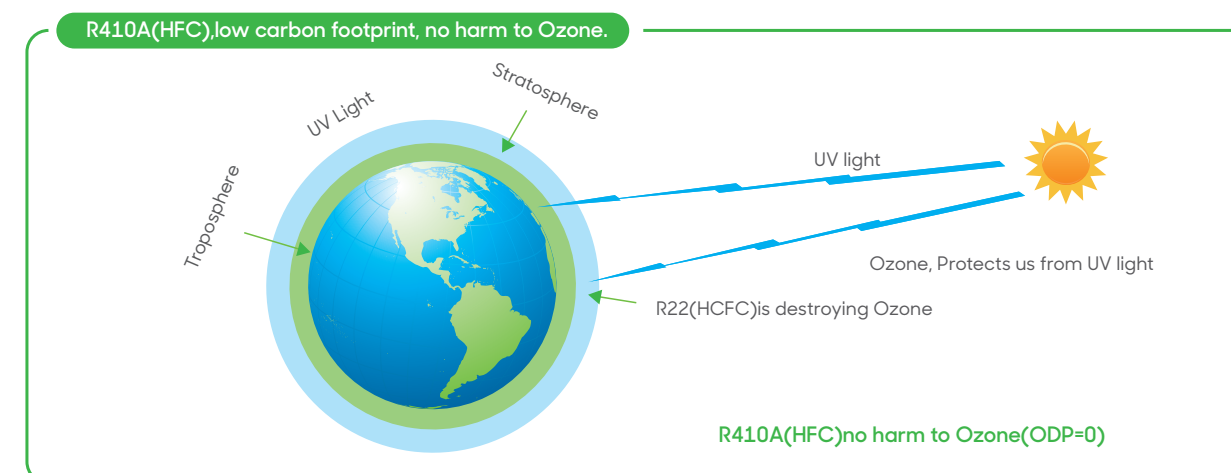 R410A(HFC),low carbon footprint, no harm to Ozone.
Stratosphere
UV Light
UV light
Troposphere
Ozone, Protects us from UV light
R22(HCFC)is destroying Ozone
R410A(HFC)no harm to Ozone(ODP=0)